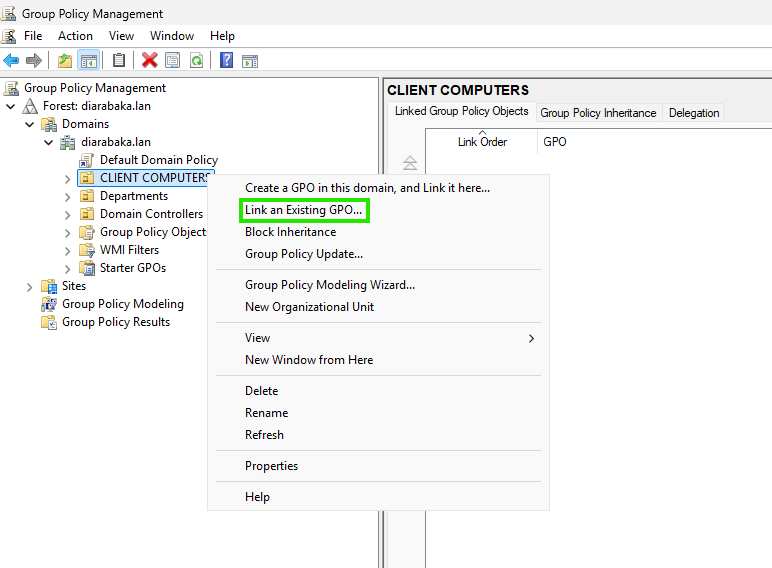 Group Policy Management
File Action View Window Help
Group Policy Management
Forest: diarabaka.lan
Domains
diarabaka.lan
Default Domain Policy
CLIENT COMPUTERS
Departments
Domain Controllers
Group Policy Objects
WMI Filters
Starter GPOs
Sites
Group Policy Modeling
Group Policy Results
CLIENT COMPUTERS
Linked Group Policy Objects Group Policy Inheritance Delegation
Link Order GPO
Create a GPO in this domain, and Link it here...
Link an Existing GPO...
Block Inheritance
Group Policy Update...
Group Policy Modeling Wizard...
New Organizational Unit
View
New Window from Here
Delete
Rename
Refresh
Properties
Help